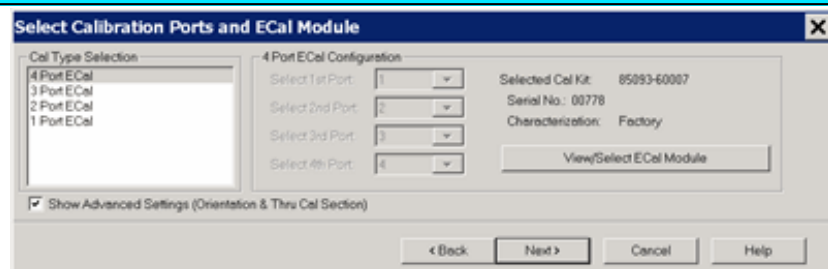 Select Calibration Ports and ECal Module
Cal Type Selection
4 Port ECal
3 Port ECal
2 Port ECal
1 Port ECal
4 Port ECal Configuration
Select 1st Port: 1
Select 2nd Port: 2
Select 3rd Port: 3
Select 4th Port: 4
Selected Cal Kit: 85093-60007
Serial No.: 00778
Characterization: Factory
View/Select ECal Module
Show Advanced Settings (Orientation & Thru Cal Section)
< Back
Next >
Cancel
Help